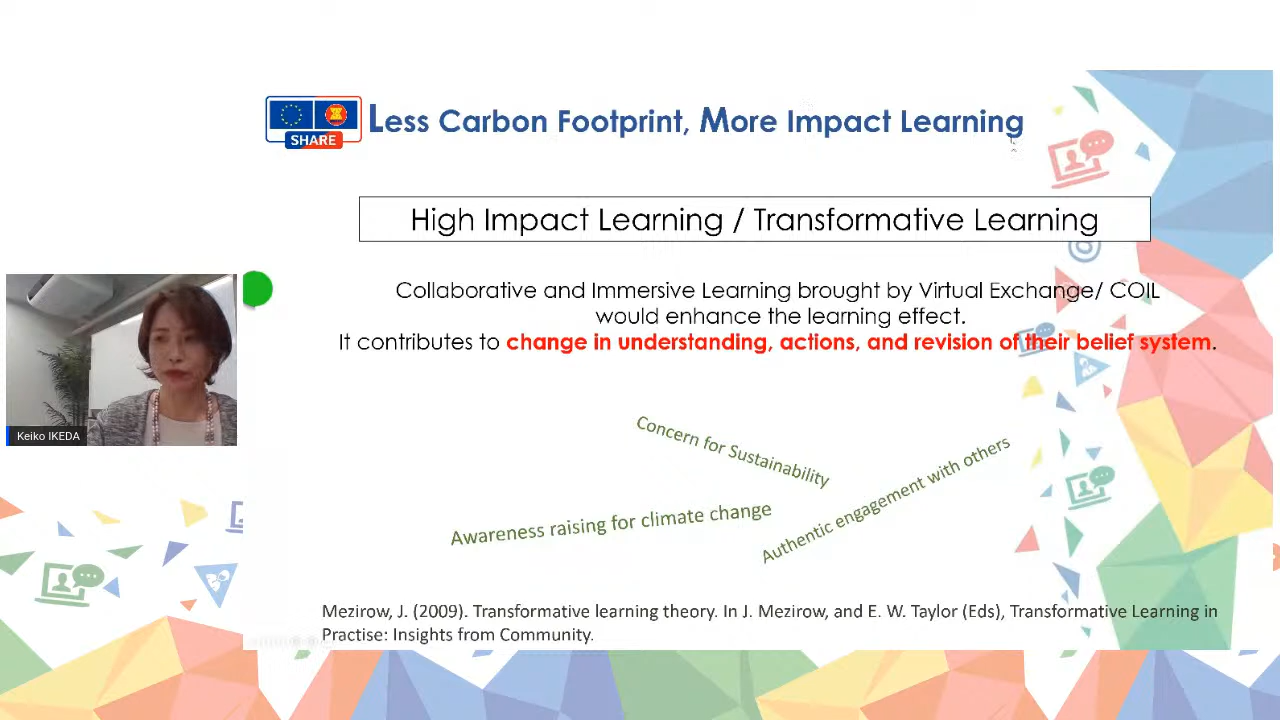 SHARE
Less Carbon Footprint, More Impact Learning
High Impact Learning / Transformative Learning
Collaborative and Immersive Learning brought by Virtual Exchange/ COIL
would enhance the learning effect.
It contributes to change in understanding, actions, and revision of their belief system.
Keiko IKEDA
Concern for Sustainability
Authentic engagement with others
Awareness raising for climate change
Mezirow, J. (2009). Transformative learning theory. In J. Mezirow, and E. W. Taylor (Eds), Transformative Learning in
Practise: Insights from Community.